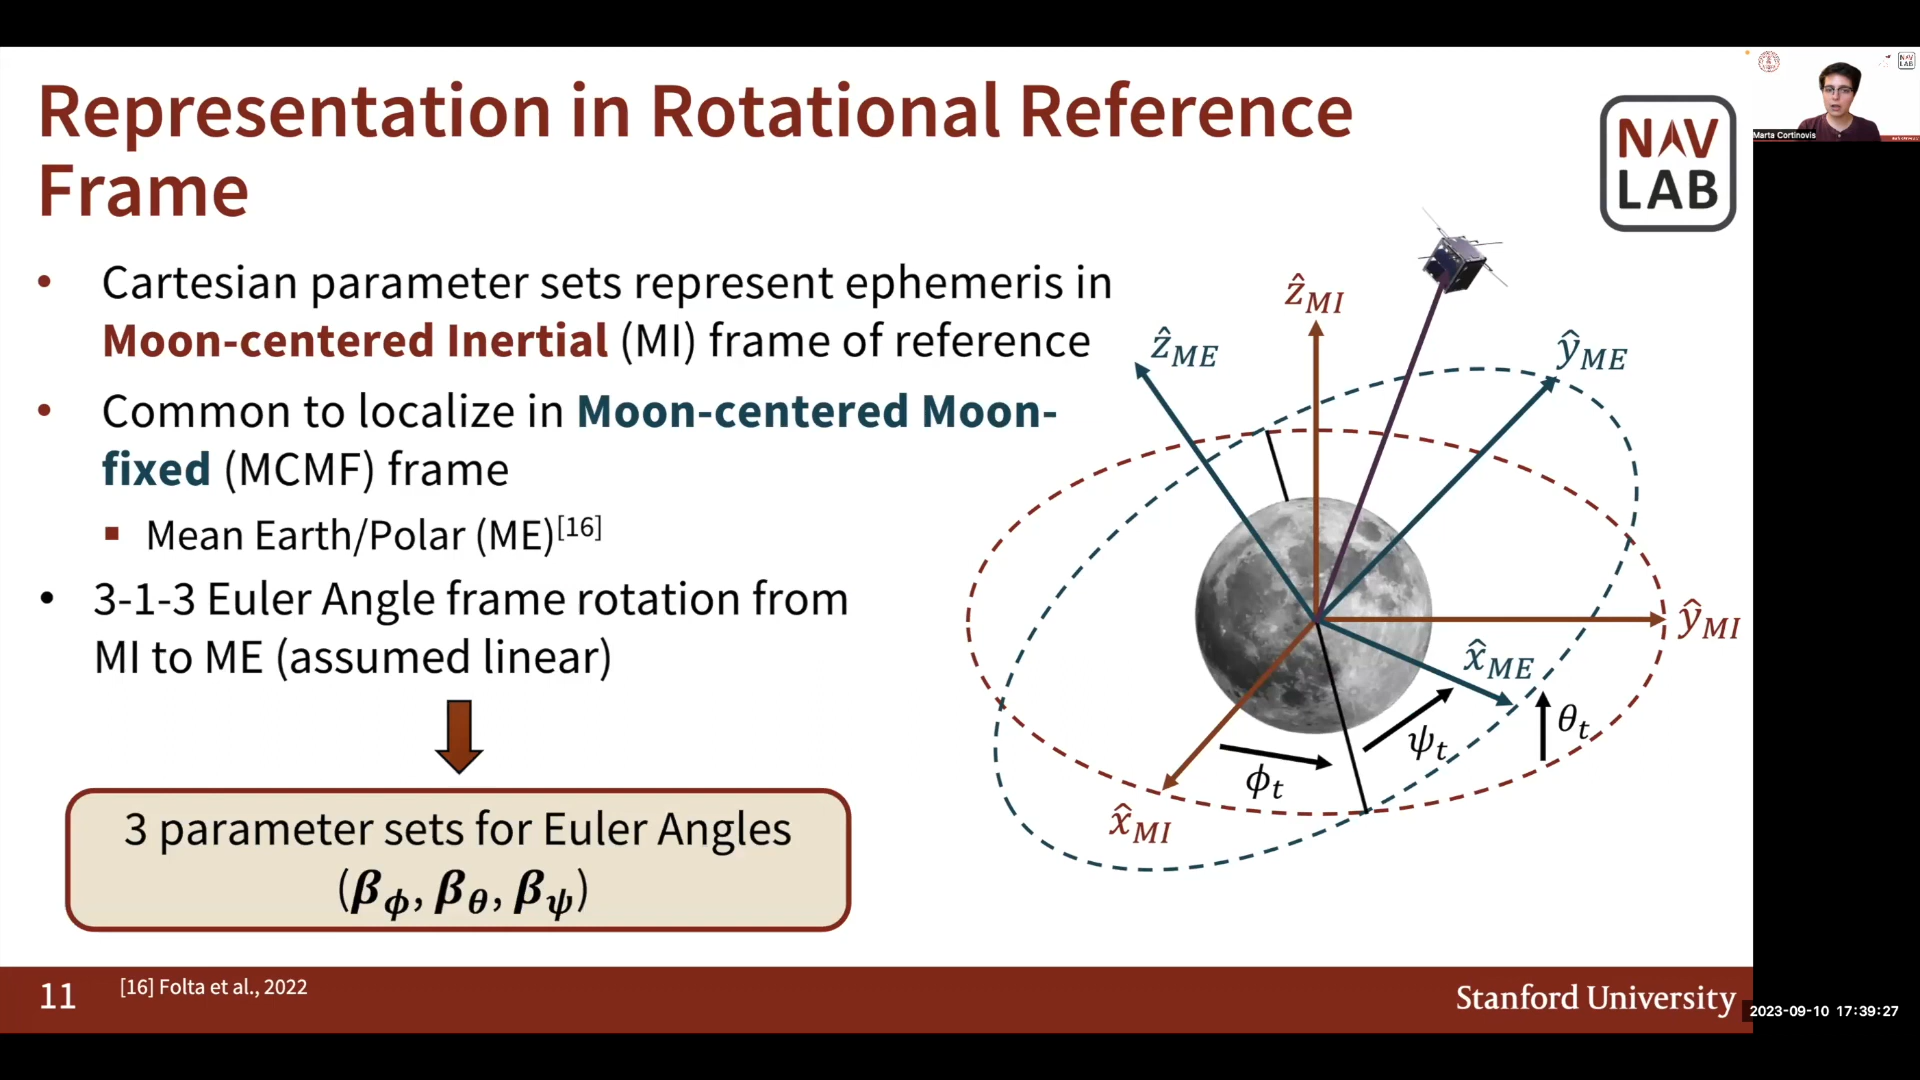 Representation in Rotational Reference
Frame
NAV
LAB
Marta Cortinovis
• Cartesian parameter sets represent ephemeris in
Moon-centered Inertial (MI) frame of reference
• Common to localize in Moon-centered Moon-
fixed (MCMF) frame
▪ Mean Earth/Polar (ME)[16]
• 3-1-3 Euler Angle frame rotation from
MI to ME (assumed linear)
3 parameter sets for Euler Angles
(β_ϕ, β_θ, β_ψ)
ẑ_MI
ẑ_ME
ŷ_ME
ŷ_MI
x̂_ME
θ_t
ψ_t
ϕ_t
x̂_MI
11
[16] Folta et al., 2022
Stanford University
2023-09-10 17:39:27